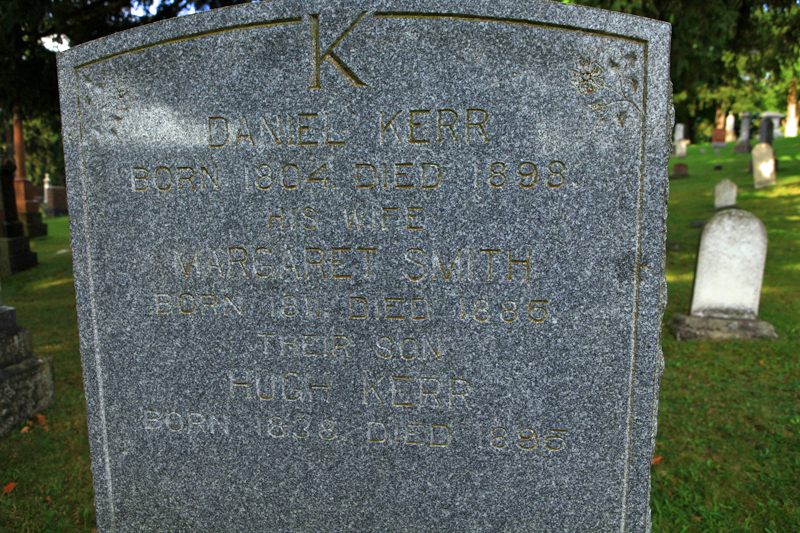 K
DANIEL KERR
BORN 1804. DIED 1898.
HIS WIFE
MARGARET SMITH
BORN 1811. DIED 1885.
THEIR SON
HUGH KERR
BORN 1838. DIED 1895.